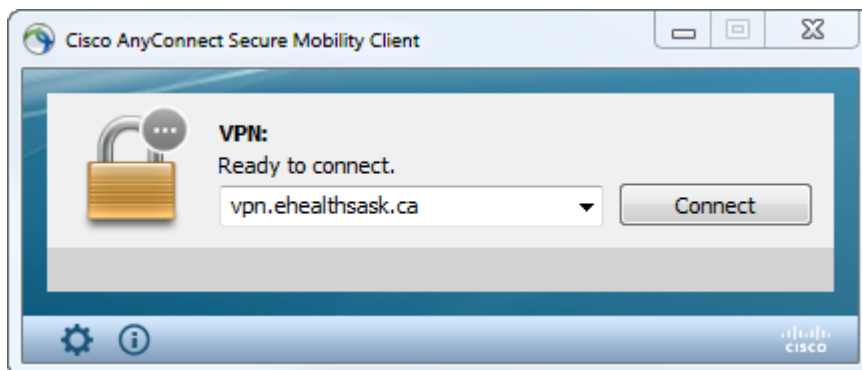 Cisco AnyConnect Secure Mobility Client
VPN:
Ready to connect.
vpn.ehealthsask.ca
Connect
CISCO